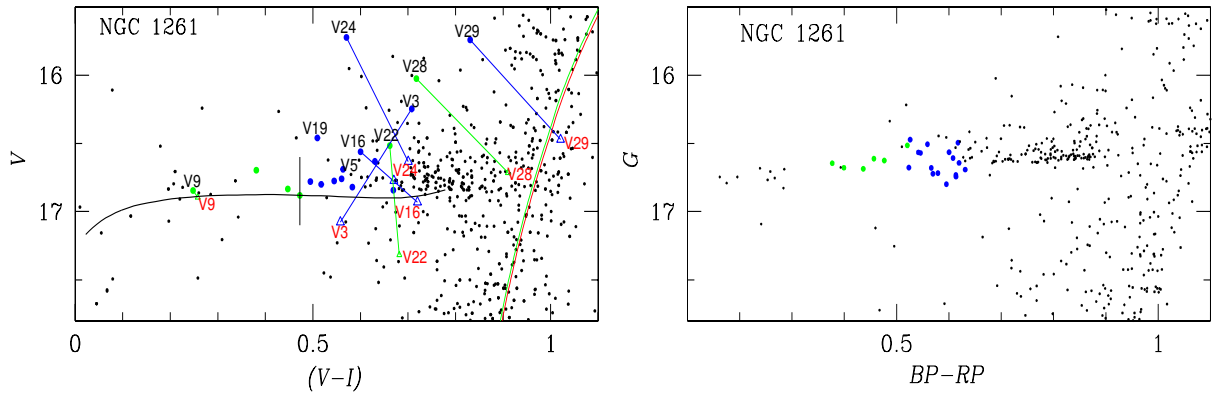 NGC 1261
V24
V29
V28
V3
V19
V16
V22
V5
V24
V29
V28
V9
V9
V16
V3
V22
16
17
V
0
0.5
1
(V−I)
NGC 1261
16
17
G
0.5
1
BP−RP